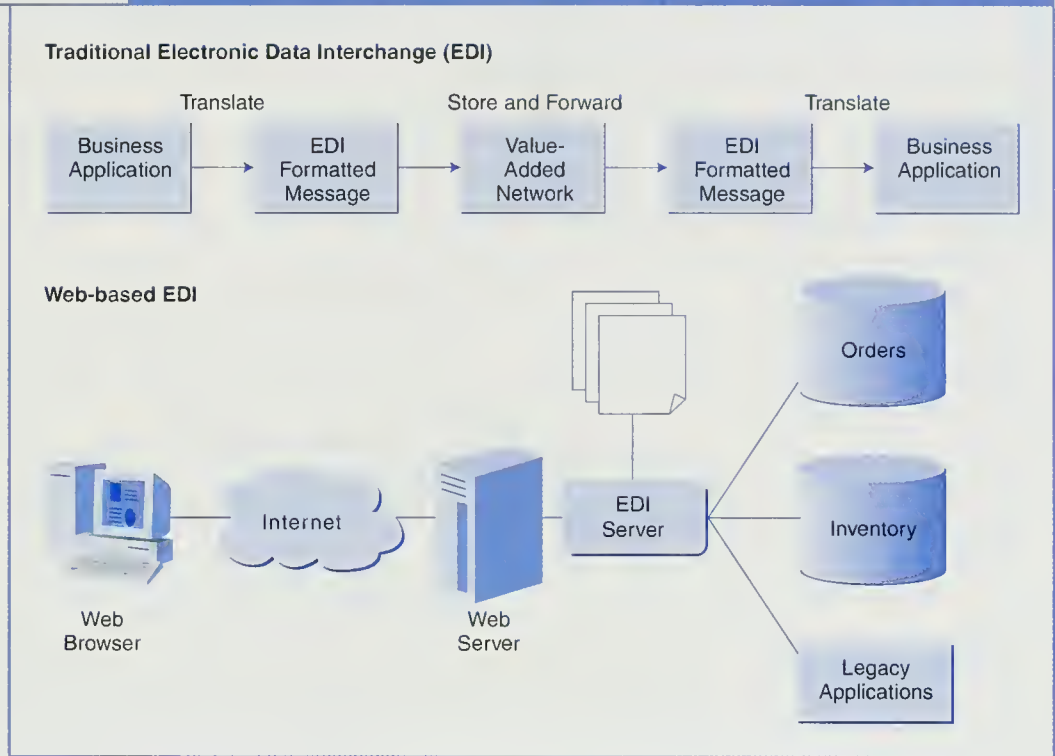 Traditional Electronic Data Interchange (EDI)
Translate
Store and Forward
Translate
Business
Application
EDI
Formatted
Message
Value-
Added
Network
EDI
Formatted
Message
Business
Application
Web-based EDI
Orders
Internet
EDI
Server
Inventory
Web
Browser
Web
Server
Legacy
Applications